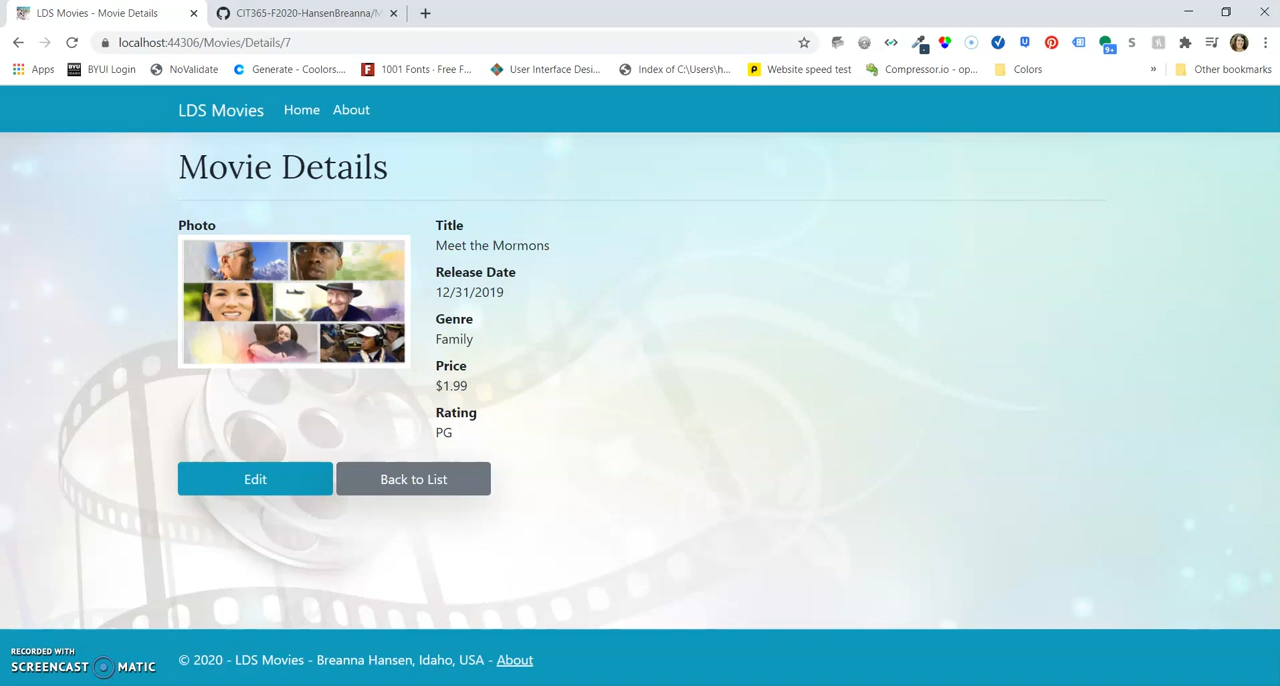 LDS Movies - Movie Details
CIT365-F2020-HansenBreanna/M
localhost:44306/Movies/Details/7
9+
S
Apps
BYU
BYUI Login
NoValidate
C
Generate - Coolors....
F
1001 Fonts · Free F...
User Interface Desi...
Index of C:\Users\h...
P
Website speed test
Compressor.io - op...
Colors
»
Other bookmarks
LDS Movies
Home
About
Movie Details
Photo
Title
Meet the Mormons
Release Date
12/31/2019
Genre
Family
Price
$1.99
Rating
PG
Edit
Back to List
RECORDED WITH
SCREENCAST MATIC
© 2020 - LDS Movies - Breanna Hansen, Idaho, USA - About